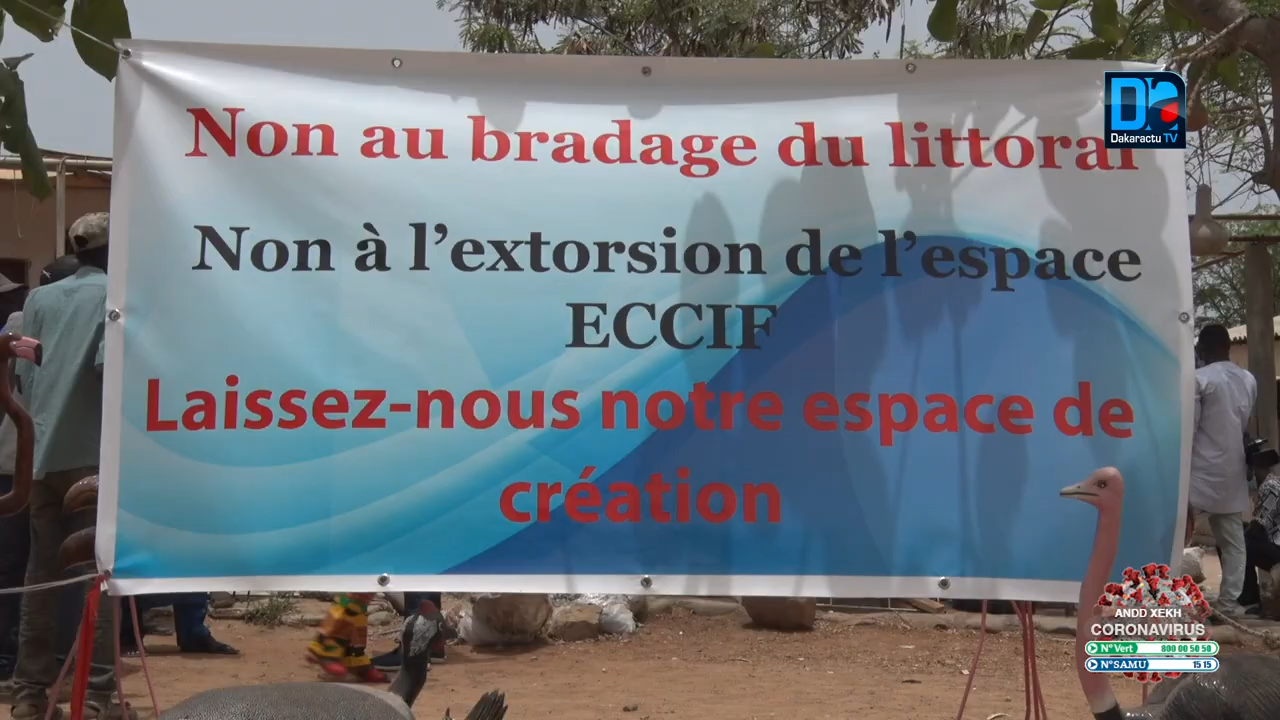 Non au bradage du littoral
Non à l’extorsion de l’espace
ECCIF
Laissez-nous notre espace de
création
Dakaractu TV
ANDD XEKH
CORONAVIRUS
N° Vert 800 00 50 50
N° SAMU 15 15